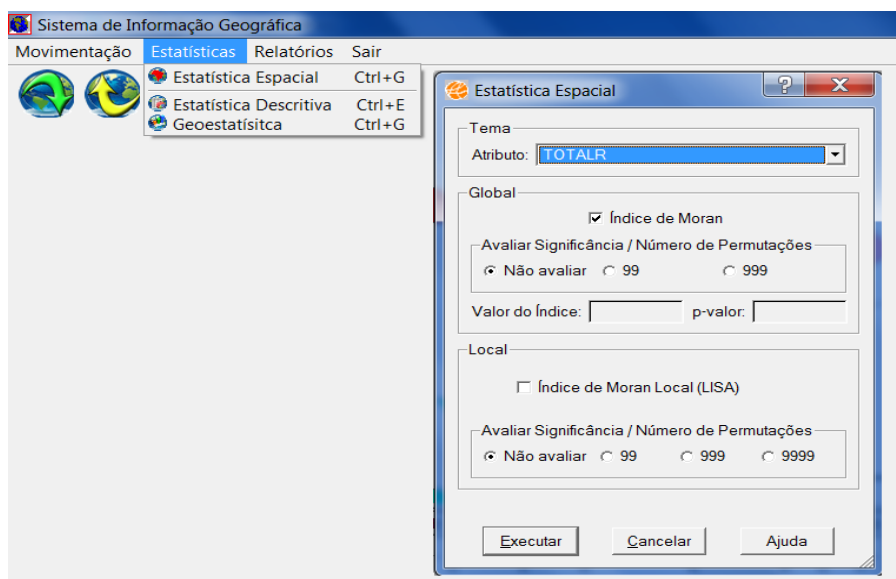 Sistema de Informação Geográfica
Movimentação Estatísticas Relatórios Sair
Estatística Espacial Ctrl+G
Estatística Descritiva Ctrl+E
Geoestatísitca Ctrl+G
Estatística Espacial
Tema
Atributo: TOTALR
Global
Índice de Moran
Avaliar Significância / Número de Permutações
Não avaliar 99 999
Valor do Índice: p-valor:
Local
Índice de Moran Local (LISA)
Avaliar Significância / Número de Permutações
Não avaliar 99 999 9999
Executar Cancelar Ajuda